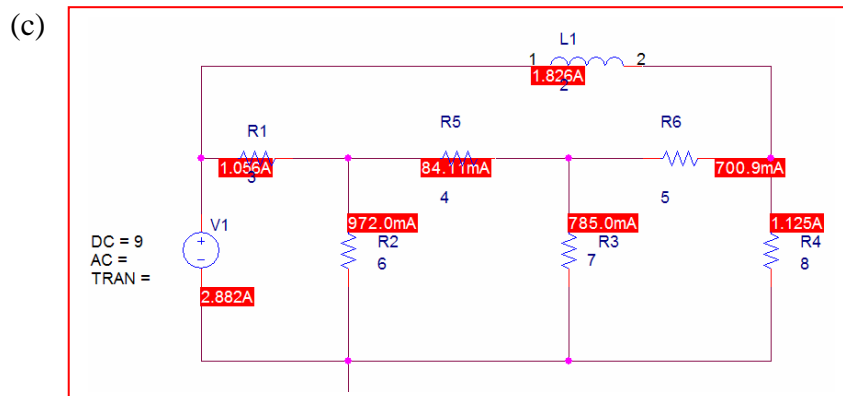 (c)
L1
1 2
1.826A
2
R1 R5 R6
1.056A 84.11mA 700.9mA
3 4 5
V1 972.0mA 785.0mA 1.125A
DC = 9 R2 R3 R4
AC = 6 7 8
TRAN =
2.882A